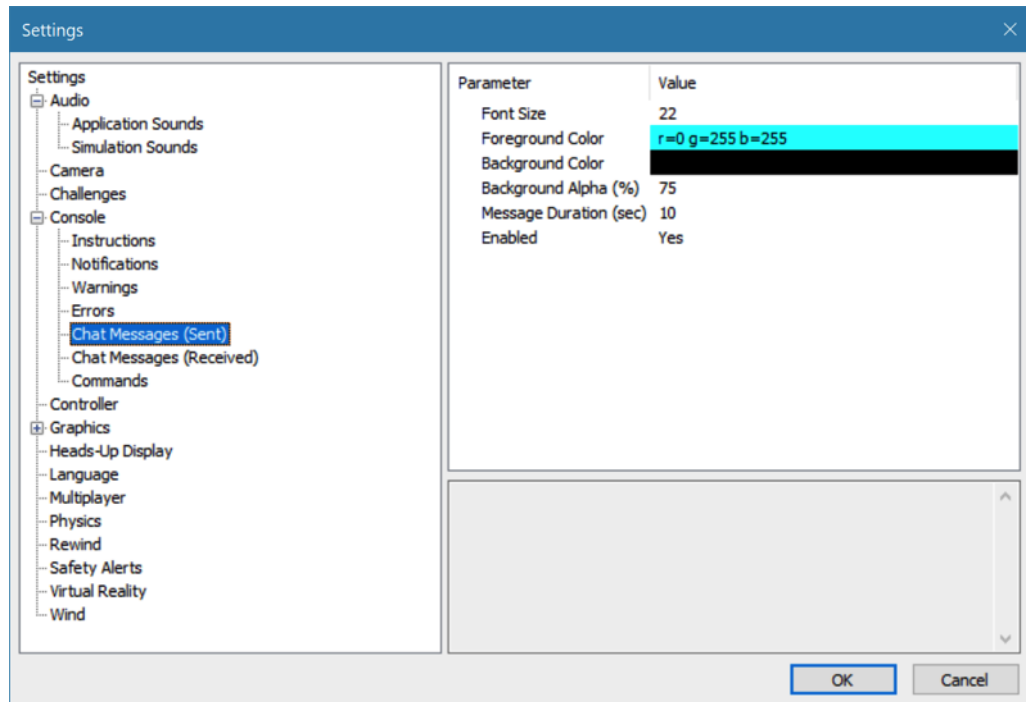 Settings
Settings
Audio
Application Sounds
Simulation Sounds
Camera
Challenges
Console
Instructions
Notifications
Warnings
Errors
Chat Messages (Sent)
Chat Messages (Received)
Commands
Controller
Graphics
Heads-Up Display
Language
Multiplayer
Physics
Rewind
Safety Alerts
Virtual Reality
Wind
Parameter Value
Font Size 22
Foreground Color r=0 g=255 b=255
Background Color
Background Alpha (%) 75
Message Duration (sec) 10
Enabled Yes
OK Cancel